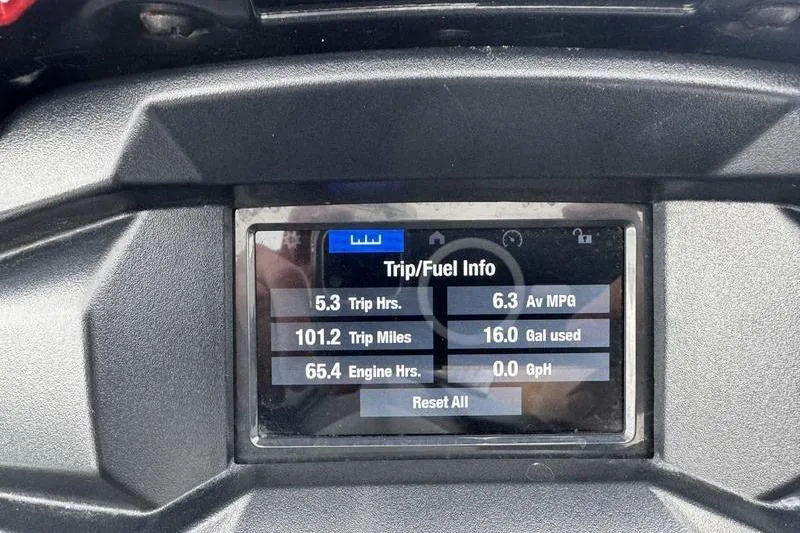 Trip/Fuel Info
5.3 Trip Hrs.
6.3 Av MPG
101.2 Trip Miles
16.0 Gal used
65.4 Engine Hrs.
0.0 GpH
Reset All